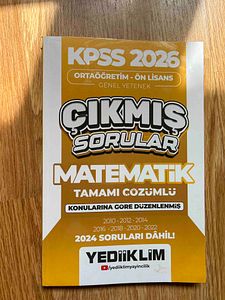 KPSS 2026
ORTAÖĞRETİM - ÖN LİSANS
GENEL YETENEK
ÇIKMIŞ
SORULAR
MATEMATİK
TAMAMI ÇÖZÜMLÜ
KONULARINA GÖRE DÜZENLENMİŞ
2010 - 2012 - 2014
2016 - 2018 - 2020 - 2022
2024 SORULARI DÂHİL!
YEDİİKLİM
/yediiklimyayincilik